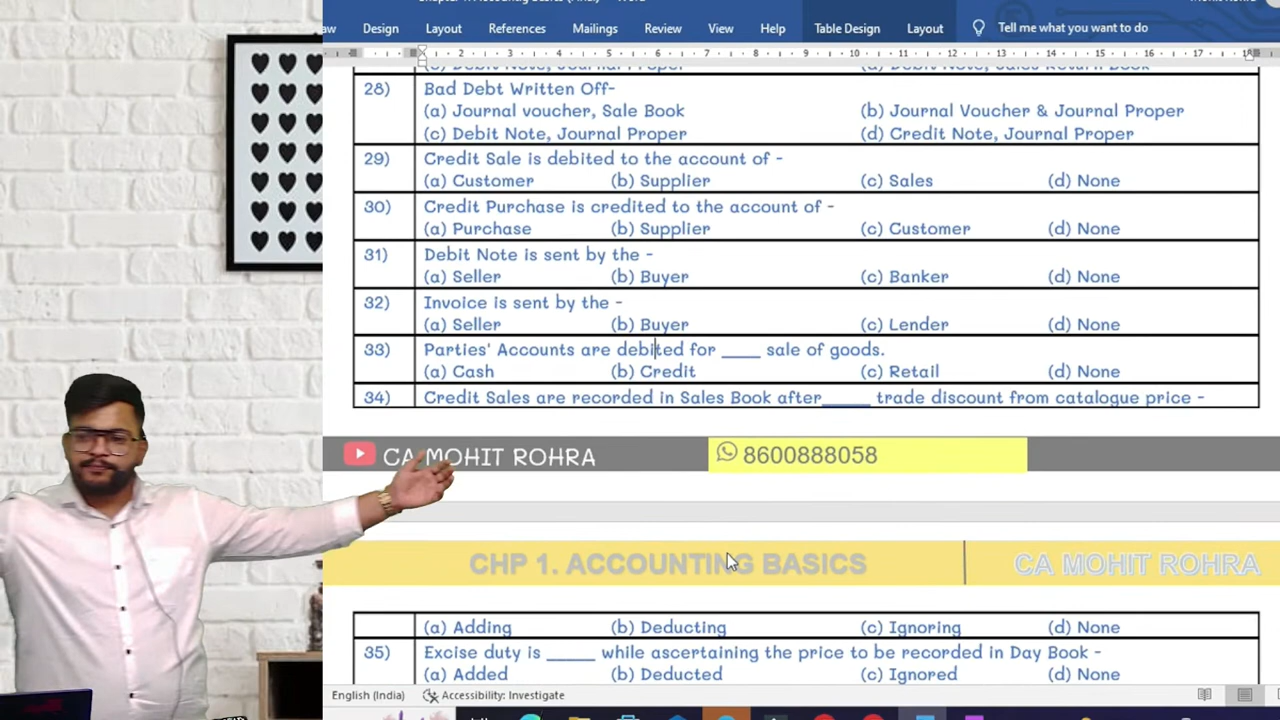 Design Layout References Mailings Review View Help Table Design Layout Tell me what you want to do
28) Bad Debt Written Off-
(a) Journal voucher, Sale Book (b) Journal Voucher & Journal Proper
(c) Debit Note, Journal Proper (d) Credit Note, Journal Proper
29) Credit Sale is debited to the account of -
(a) Customer (b) Supplier (c) Sales (d) None
30) Credit Purchase is credited to the account of -
(a) Purchase (b) Supplier (c) Customer (d) None
31) Debit Note is sent by the -
(a) Seller (b) Buyer (c) Banker (d) None
32) Invoice is sent by the -
(a) Seller (b) Buyer (c) Lender (d) None
33) Parties' Accounts are debited for ____ sale of goods.
(a) Cash (b) Credit (c) Retail (d) None
34) Credit Sales are recorded in Sales Book after_____ trade discount from catalogue price -
CA MOHIT ROHRA 8600888058
CHP 1. ACCOUNTING BASICS CA MOHIT ROHRA
(a) Adding (b) Deducting (c) Ignoring (d) None
35) Excise duty is _____ while ascertaining the price to be recorded in Day Book -
(a) Added (b) Deducted (c) Ignored (d) None
English (India) Accessibility: Investigate